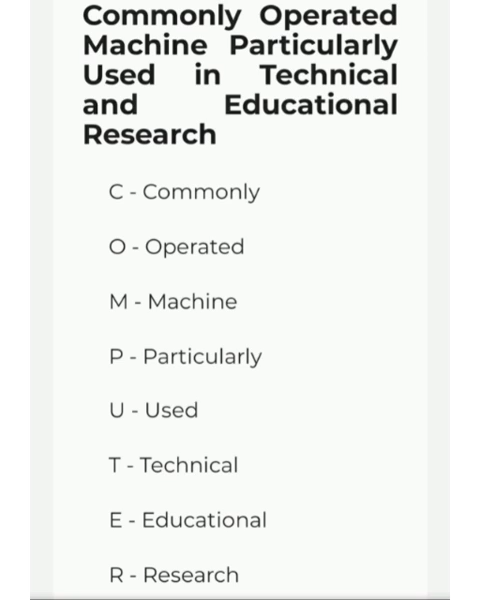 Commonly Operated
Machine Particularly
Used in Technical
and Educational
Research
C - Commonly
O - Operated
M - Machine
P - Particularly
U - Used
T - Technical
E - Educational
R - Research